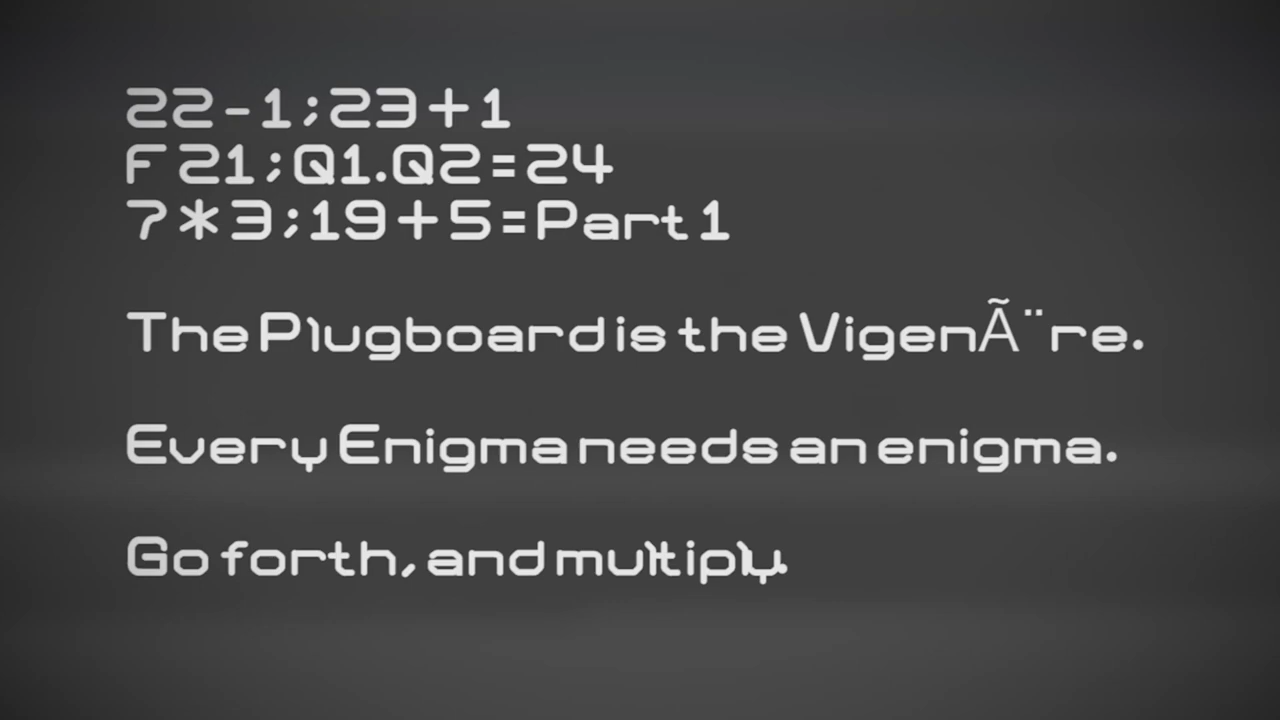 22-1;23+1
F21;Q1.Q2=24
7*3;19+5=Part1
The Plugboard is the VigenÃ¨re.
Every Enigma needs an enigma.
Go forth, and multiply.